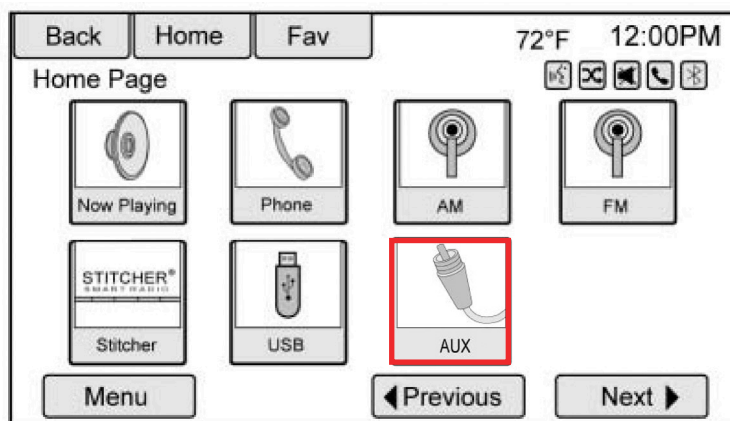 Back Home Fav 72°F 12:00PM
Home Page
Now Playing Phone AM FM
STITCHER®
SMART RADIO
Stitcher USB AUX
Menu Previous Next